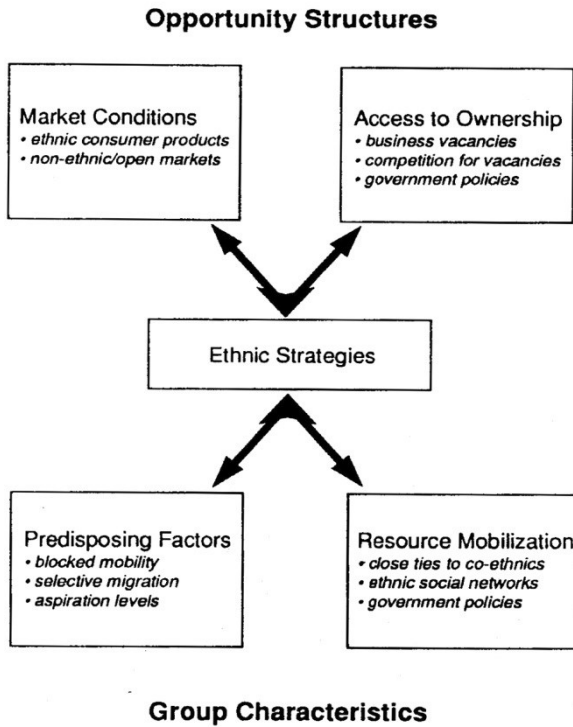 Opportunity Structures
Market Conditions
• ethnic consumer products
• non-ethnic/open markets
Access to Ownership
• business vacancies
• competition for vacancies
• government policies
Ethnic Strategies
Predisposing Factors
• blocked mobility
• selective migration
• aspiration levels
Resource Mobilization
• close ties to co-ethnics
• ethnic social networks
• government policies
Group Characteristics